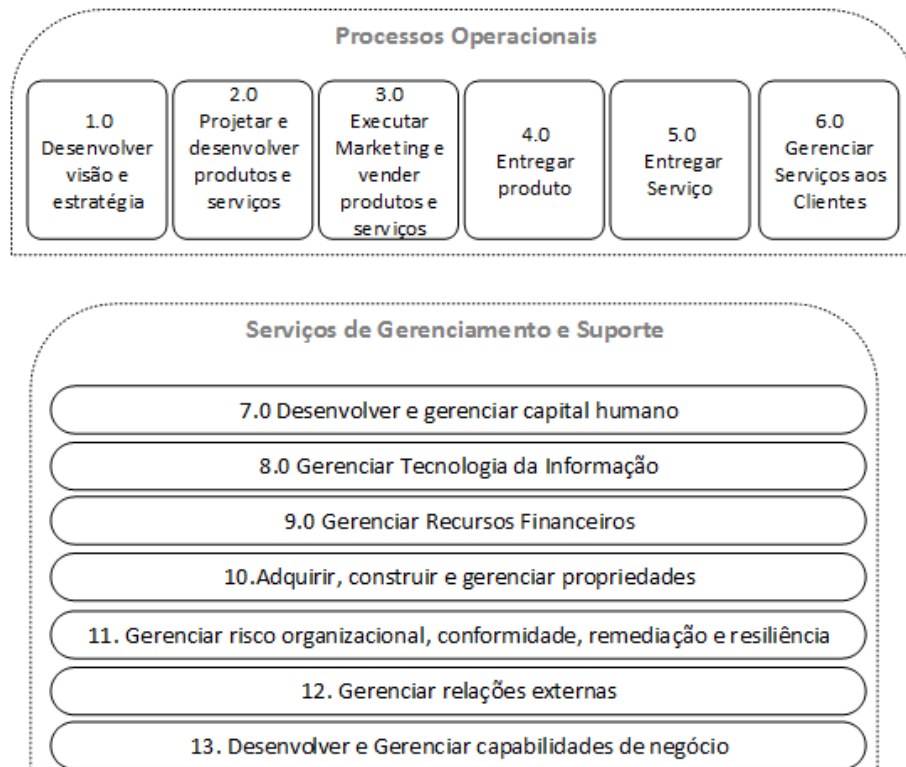 Processos Operacionais
1.0
Desenvolver
visão e
estratégia
2.0
Projetar e
desenvolver
produtos e
serviços
3.0
Executar
Marketing e
vender
produtos e
serviços
4.0
Entregar
produto
5.0
Entregar
Serviço
6.0
Gerenciar
Serviços aos
Clientes
Serviços de Gerenciamento e Suporte
7.0 Desenvolver e gerenciar capital humano
8.0 Gerenciar Tecnologia da Informação
9.0 Gerenciar Recursos Financeiros
10.Adquirir, construir e gerenciar propriedades
11. Gerenciar risco organizacional, conformidade, remediação e resiliência
12. Gerenciar relações externas
13. Desenvolver e Gerenciar capabilidades de negócio